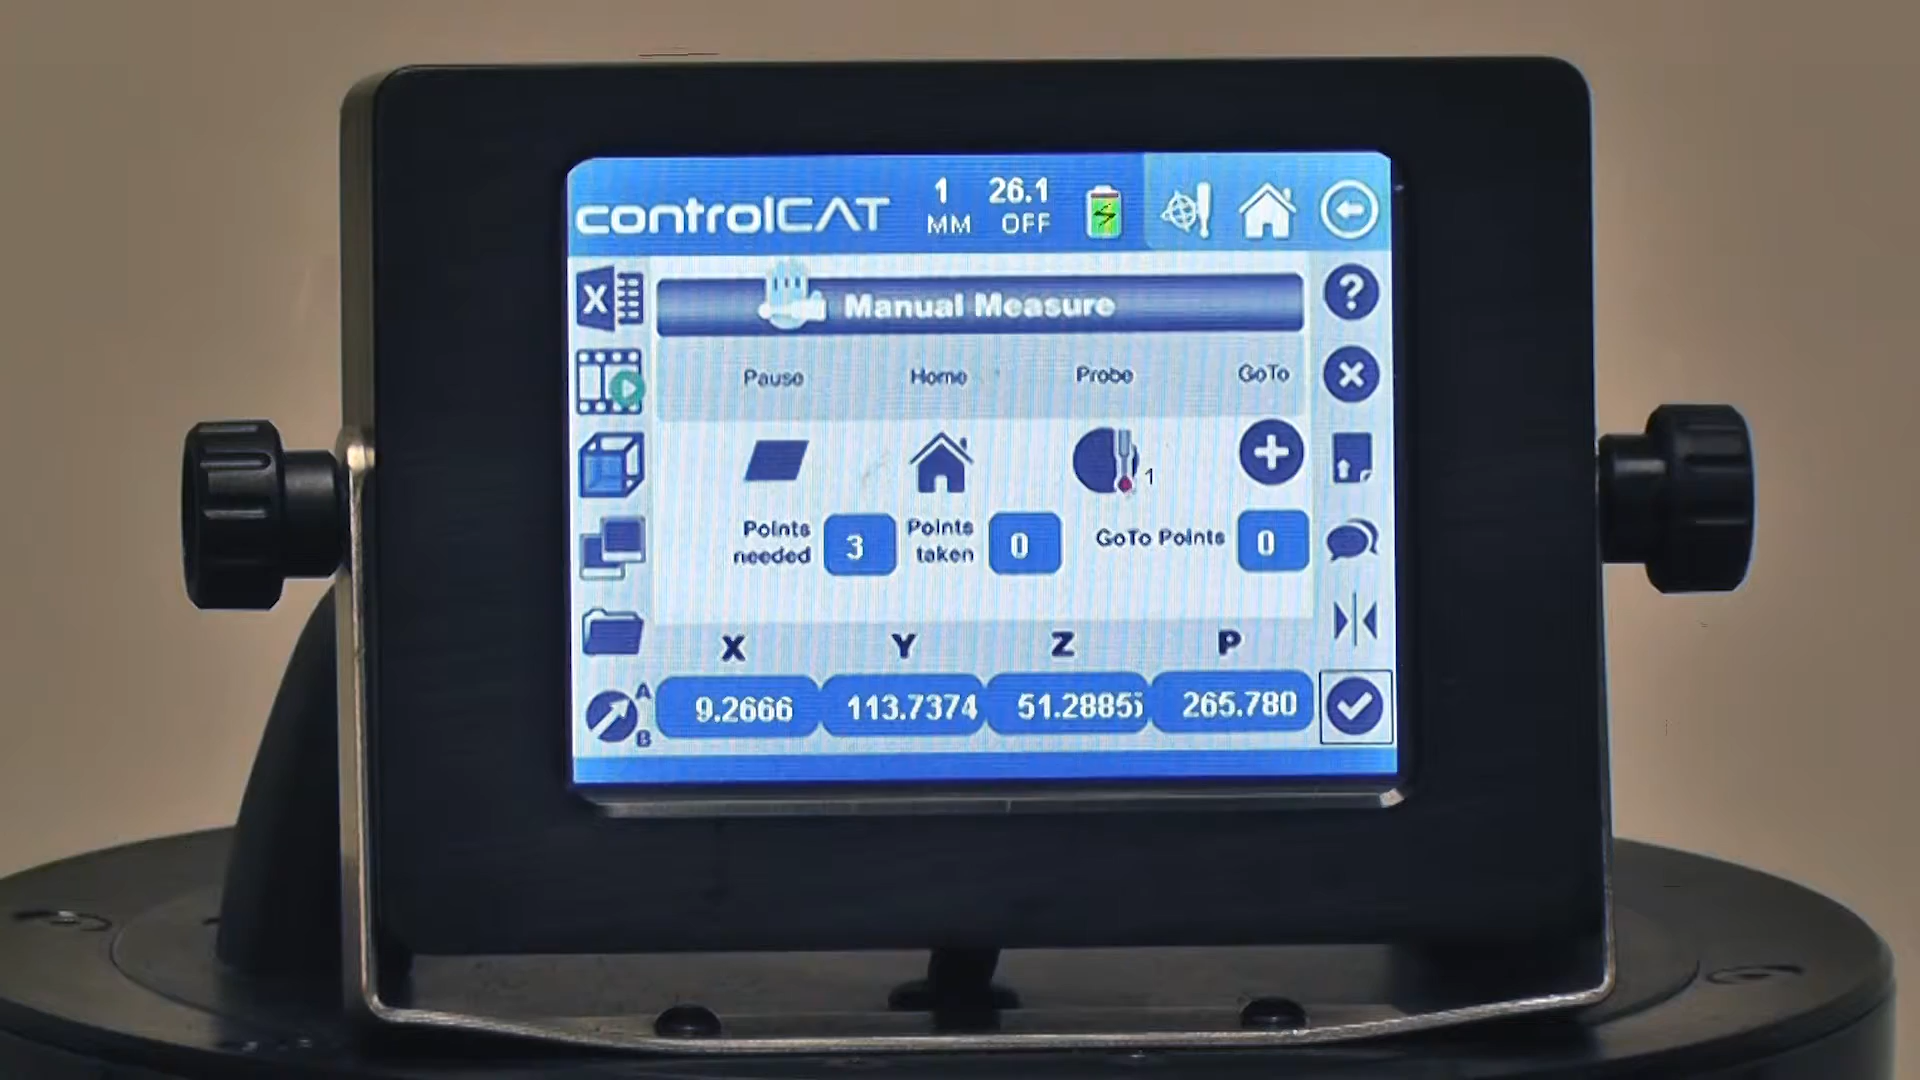 controlCAT
1 26.1
MM OFF
Manual Measure
Pause Home Probe GoTo
1
Points needed 3 Points taken 0 GoTo Points 0
X Y Z P
A
B
9.2666 113.7374 51.2885 265.780